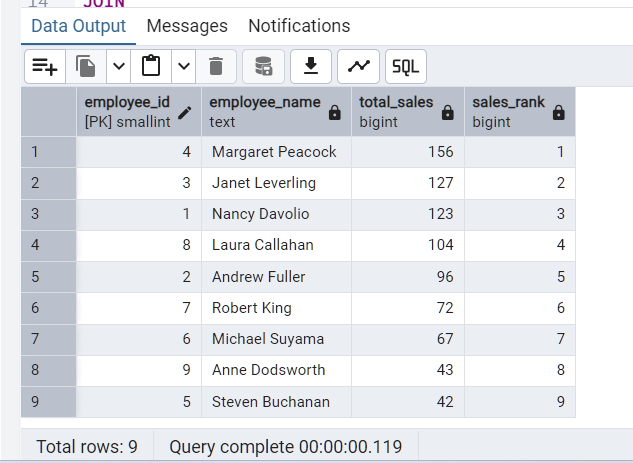 14 JOIN
Data Output Messages Notifications
SQL
employee_id employee_name total_sales sales_rank
[PK] smallint text bigint bigint
1 4 Margaret Peacock 156 1
2 3 Janet Leverling 127 2
3 1 Nancy Davolio 123 3
4 8 Laura Callahan 104 4
5 2 Andrew Fuller 96 5
6 7 Robert King 72 6
7 6 Michael Suyama 67 7
8 9 Anne Dodsworth 43 8
9 5 Steven Buchanan 42 9
Total rows: 9 Query complete 00:00:00.119